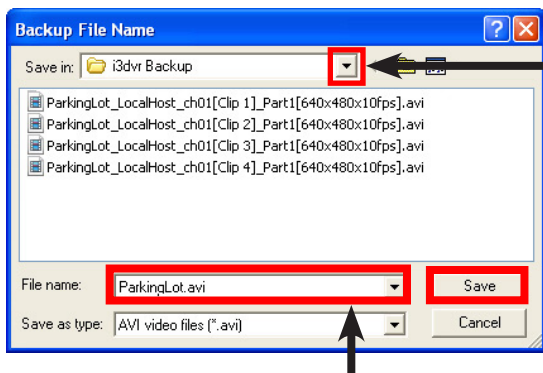 Backup File Name
Save in: i3dvr Backup
ParkingLot_LocalHost_ch01[Clip 1]_Part1[640x480x10fps].avi
ParkingLot_LocalHost_ch01[Clip 2]_Part1[640x480x10fps].avi
ParkingLot_LocalHost_ch01[Clip 3]_Part1[640x480x10fps].avi
ParkingLot_LocalHost_ch01[Clip 4]_Part1[640x480x10fps].avi
File name: ParkingLot.avi Save
Save as type: AVI video files (*.avi) Cancel